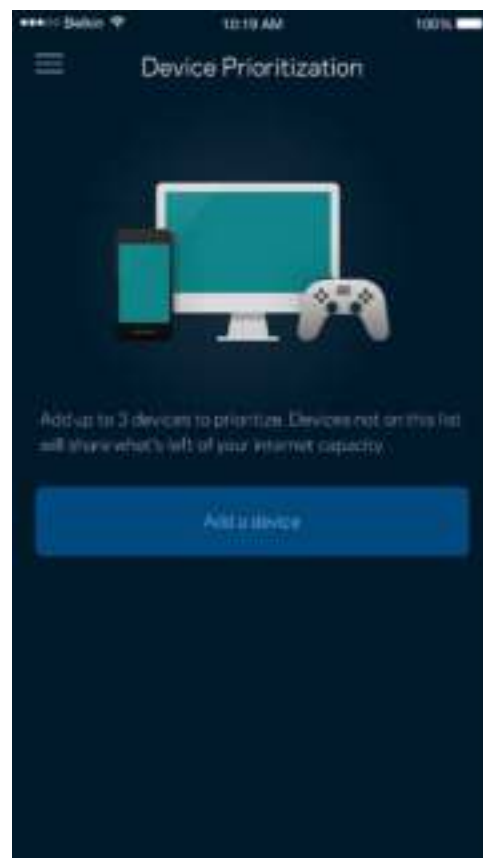 Belkin 10:19 AM 100%
Device Prioritization
Add up to 3 devices to prioritize. Devices not on this list
will share what's left of your internet capacity.
Add a device